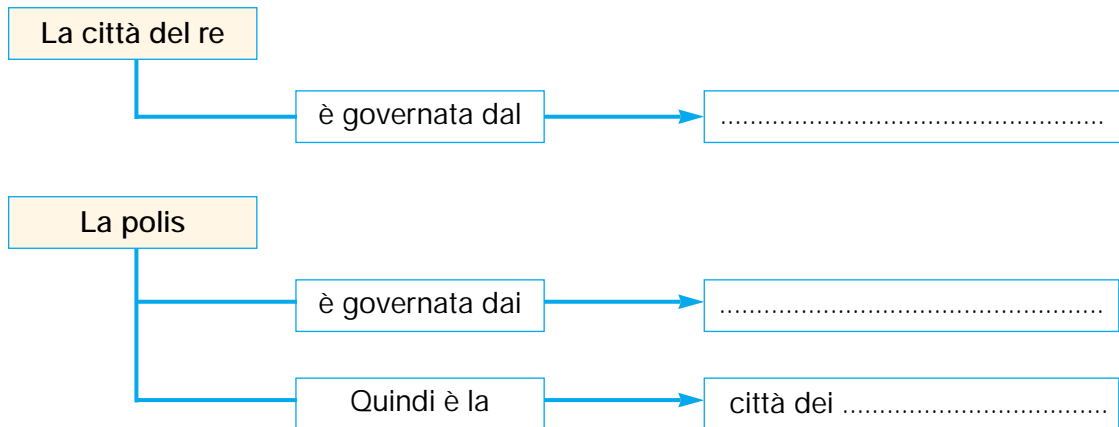 La città del re
è governata dal ....................................................
La polis
è governata dai ....................................................
Quindi è la città dei ....................................